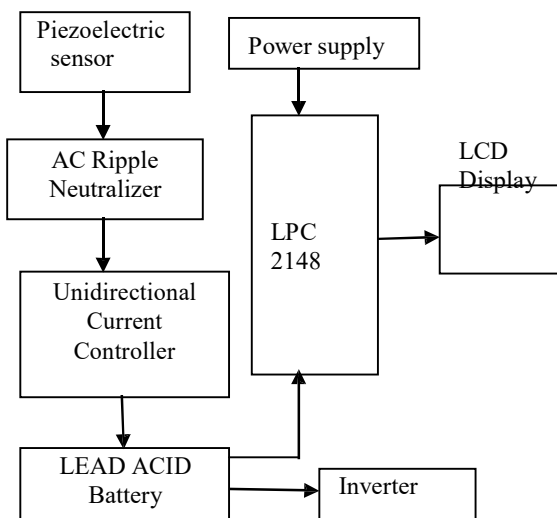 Piezoelectric
sensor
Power supply
AC Ripple
Neutralizer
LCD
Display
LPC
2148
Unidirectional
Current
Controller
LEAD ACID
Battery
Inverter